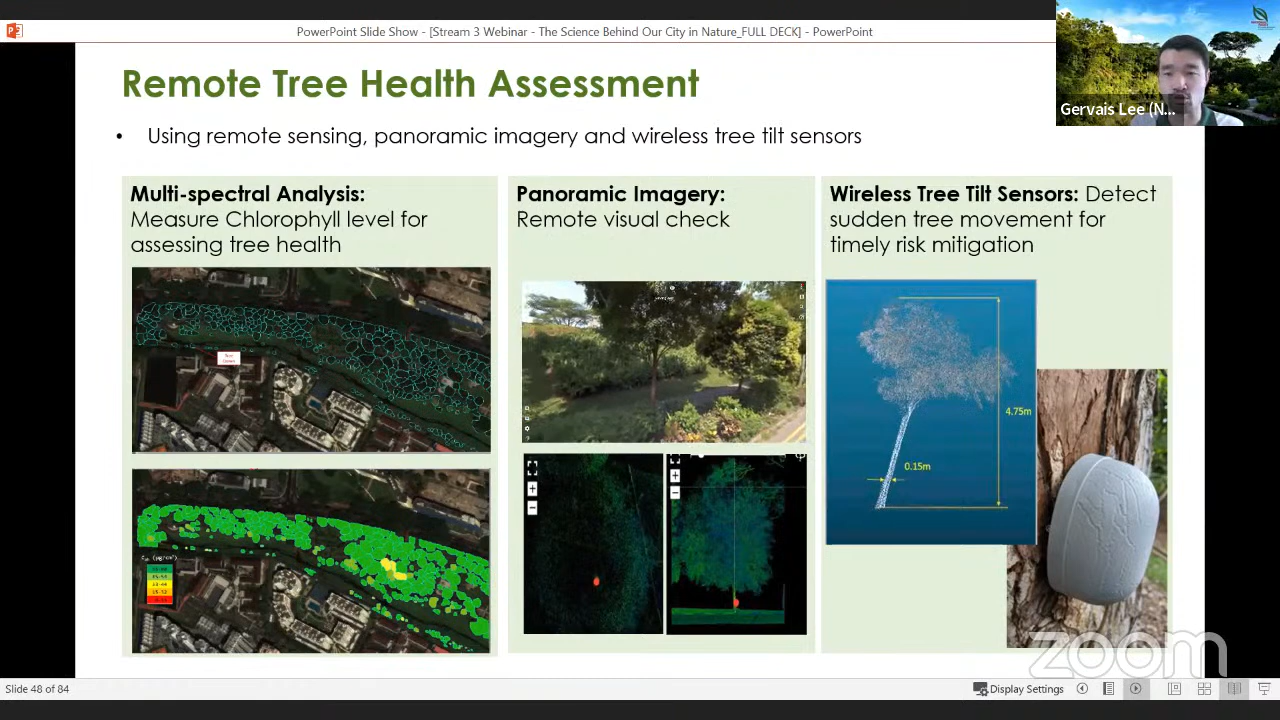 PowerPoint Slide Show - [Stream 3 Webinar - The Science Behind Our City in Nature_FULL DECK] - PowerPoint
Gervais Lee (N...
Remote Tree Health Assessment
• Using remote sensing, panoramic imagery and wireless tree tilt sensors
Multi-spectral Analysis:
Measure Chlorophyll level for
assessing tree health
Panoramic Imagery:
Remote visual check
Wireless Tree Tilt Sensors: Detect
sudden tree movement for
timely risk mitigation
4.75m
0.15m
zoom
Slide 48 of 84
Display Settings